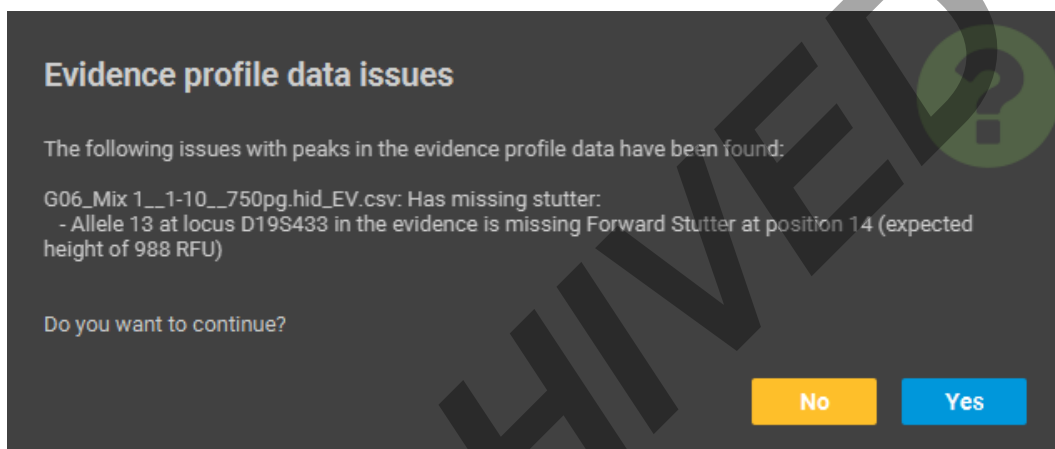 Evidence profile data issues
The following issues with peaks in the evidence profile data have been found:
G06_Mix 1__1-10__750pg.hid_EV.csv: Has missing stutter:
- Allele 13 at locus D19S433 in the evidence is missing Forward Stutter at position 14 (expected
height of 988 RFU)
Do you want to continue?
No
Yes
HIVED